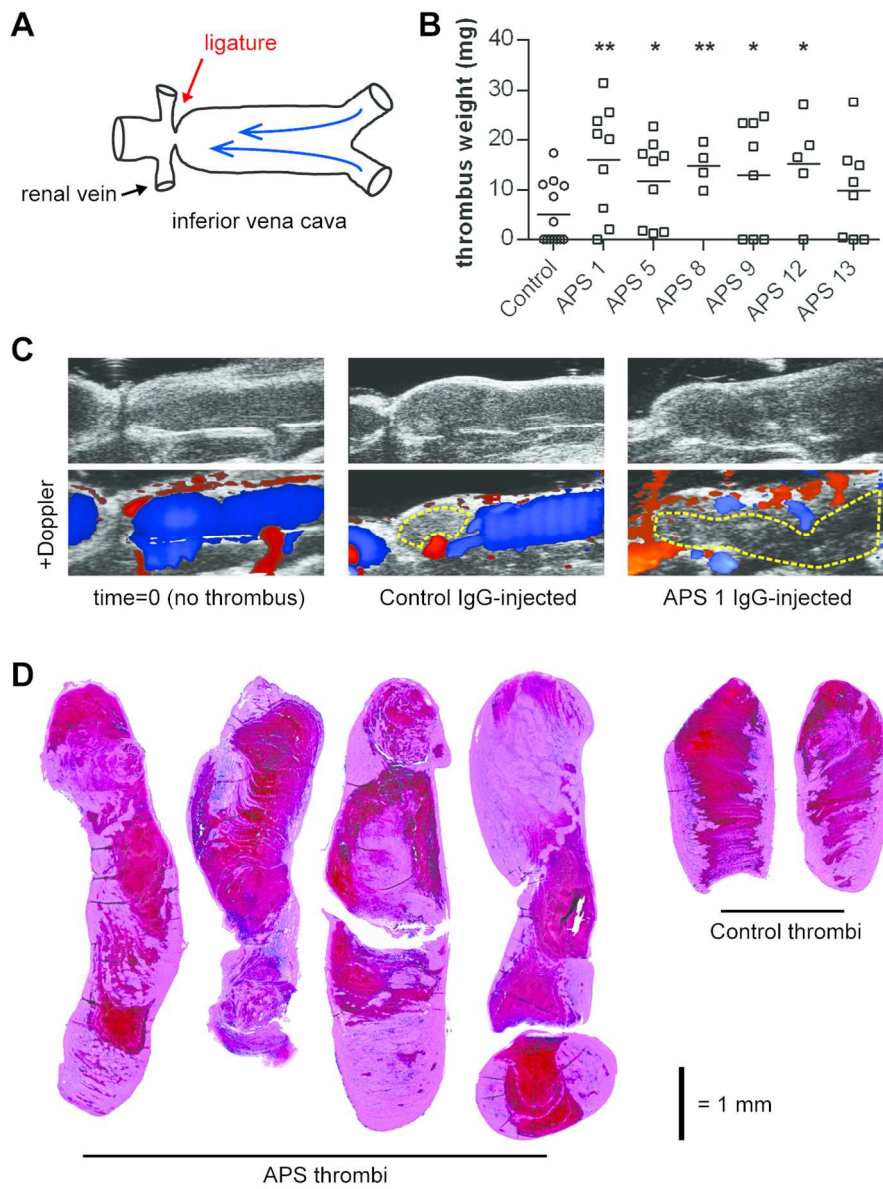 A
ligature
renal vein
inferior vena cava
B
thrombus weight (mg)
40
30
20
10
0
** * ** * *
Control
APS 1
APS 5
APS 8
APS 9
APS 12
APS 13
C
+Doppler
time=0 (no thrombus)
Control IgG-injected
APS 1 IgG-injected
D
Control thrombi
= 1 mm
APS thrombi